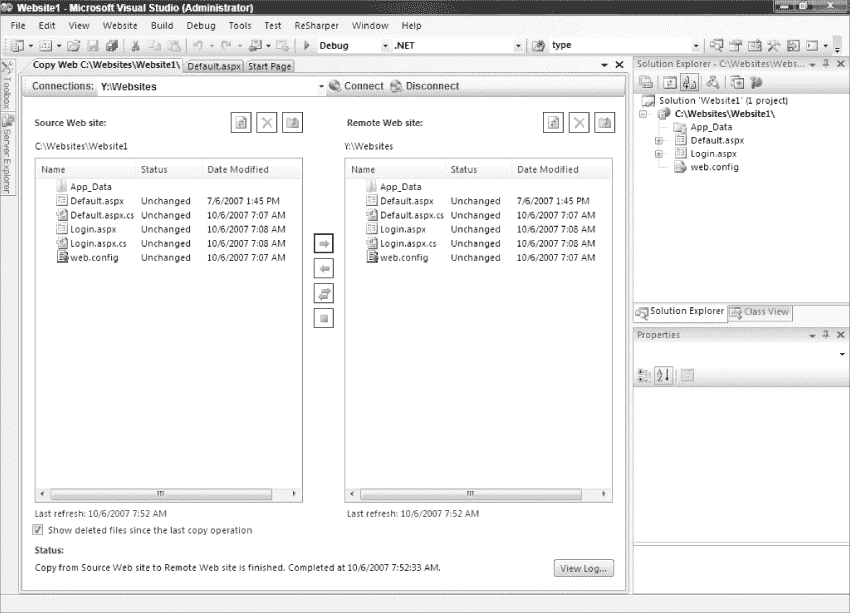 Website1 - Microsoft Visual Studio (Administrator)
File Edit View Website Build Debug Tools Test ReSharper Window Help
Debug .NET type
Copy Web C:\Websites\Website1\ Default.aspx Start Page
Connections: Y:\Websites Connect Disconnect
Toolbox
Server Explorer
Source Web site:
C:\Websites\Website1
Name Status Date Modified
App_Data
Default.aspx Unchanged 7/6/2007 1:45 PM
Default.aspx.cs Unchanged 10/6/2007 7:07 AM
Login.aspx Unchanged 10/6/2007 7:08 AM
Login.aspx.cs Unchanged 10/6/2007 7:08 AM
web.config Unchanged 10/6/2007 7:07 AM
Last refresh: 10/6/2007 7:52 AM
Remote Web site:
Y:\Websites
Name Status Date Modified
App_Data
Default.aspx Unchanged 7/6/2007 1:45 PM
Default.aspx.cs Unchanged 10/6/2007 7:07 AM
Login.aspx Unchanged 10/6/2007 7:08 AM
Login.aspx.cs Unchanged 10/6/2007 7:08 AM
web.config Unchanged 10/6/2007 7:07 AM
Last refresh: 10/6/2007 7:52 AM
Show deleted files since the last copy operation
Status:
Copy from Source Web site to Remote Web site is finished. Completed at 10/6/2007 7:52:33 AM.
View Log...
Solution Explorer - C:\Websites\Webs...
Solution 'Website1' (1 project)
C:\Websites\Website1\
App_Data
Default.aspx
Login.aspx
web.config
Solution Explorer Class View
Properties